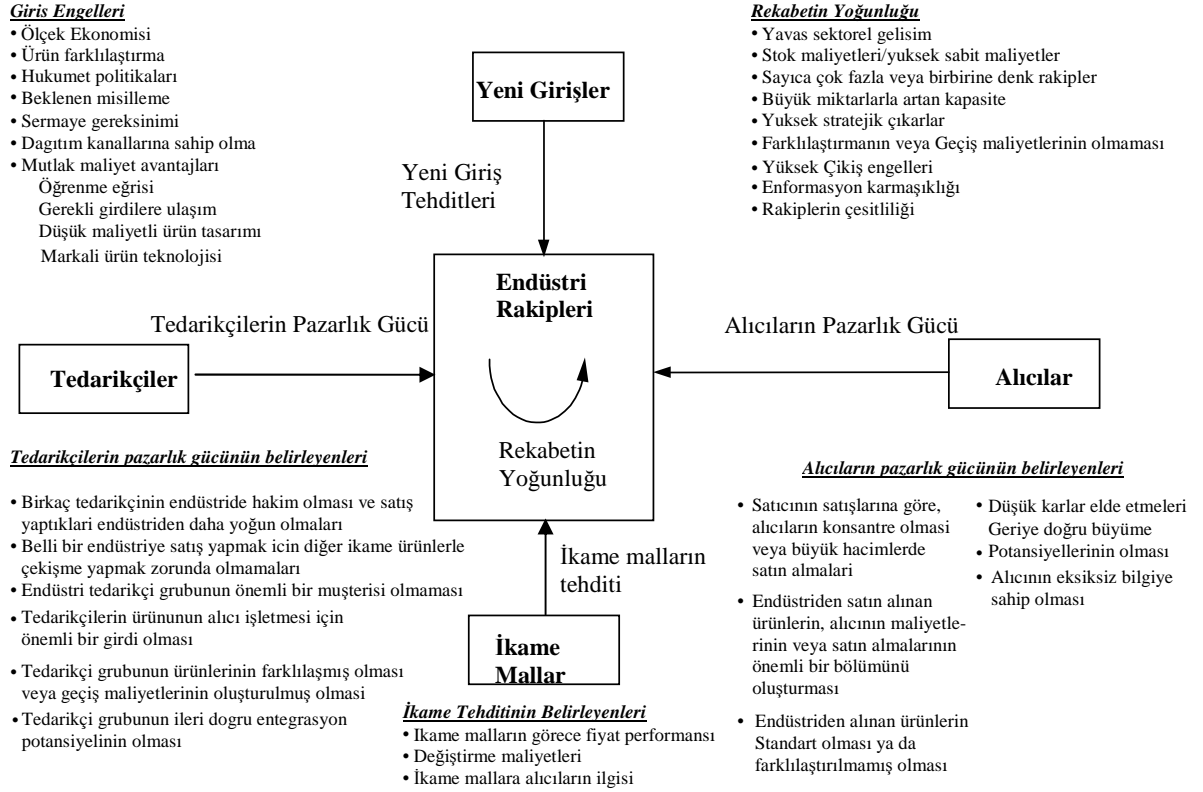 Giris Engelleri
• Ölçek Ekonomisi
• Ürün farklılaştırma
• Hukumet politikaları
• Beklenen misilleme
• Sermaye gereksinimi
• Dagıtım kanallarına sahip olma
• Mutlak maliyet avantajları
Öğrenme eğrisi
Gerekli girdilere ulaşım
Düşük maliyetli ürün tasarımı
Markali ürün teknolojisi
Yeni Girişler
Yeni Giriş
Tehditleri
Rekabetin Yoğunluğu
• Yavas sektorel gelisim
• Stok maliyetleri/yuksek sabit maliyetler
• Sayıca çok fazla veya birbirine denk rakipler
• Büyük miktarlarla artan kapasite
• Yuksek stratejik çıkarlar
• Farklılaştırmanın veya Geçiş maliyetlerinin olmaması
• Yüksek Çikiş engelleri
• Enformasyon karmaşıklığı
• Rakiplerin çesitliliği
Tedarikçilerin Pazarlık Gücü
Tedarikçiler
Endüstri
Rakipleri
Rekabetin
Yoğunluğu
Alıcıların Pazarlık Gücü
Alıcılar
Tedarikçilerin pazarlık gücünün belirleyenleri
• Birkaç tedarikçinin endüstride hakim olması ve satış
yaptıklari endüstriden daha yoğun olmaları
• Belli bir endüstriye satış yapmak icin diğer ikame ürünlerle
çekişme yapmak zorunda olmamaları
• Endüstri tedarikçi grubunun önemli bir muşterisi olmaması
• Tedarikçilerin ürününun alıcı işletmesi için
önemli bir girdi olması
• Tedarikçi grubunun ürünlerinin farklılaşmış olması
veya geçiş maliyetlerinin oluşturulmuş olmasi
• Tedarikçi grubunun ileri dogru entegrasyon
potansiyelinin olması
İkame malların
tehditi
İkame
Mallar
İkame Tehditinin Belirleyenleri
• Ikame malların görece fiyat performansı
• Değiştirme maliyetleri
• İkame mallara alıcıların ilgisi
Alıcıların pazarlık gücünün belirleyenleri
• Satıcının satışlarına göre,
alıcıların konsantre olmasi
veya büyük hacimlerde
satın almalari
• Endüstriden satın alınan
ürünlerin, alıcının maliyetle-
rinin veya satın almalarının
önemli bir bölümünü
oluşturması
• Endüstriden alınan ürünlerin
Standart olması ya da
farklılaştırılmamış olması
• Düşük karlar elde etmeleri
Geriye doğru büyüme
• Potansiyellerinin olması
• Alıcının eksiksiz bilgiye
sahip olması